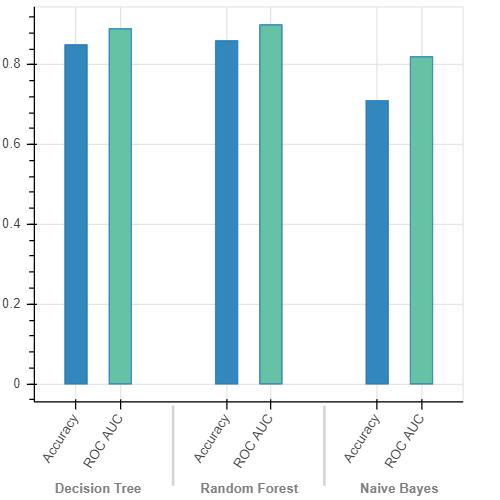 0.8
0.6
0.4
0.2
0
Accuracy
ROC AUC
Accuracy
ROC AUC
Accuracy
ROC AUC
Decision Tree
Random Forest
Naive Bayes